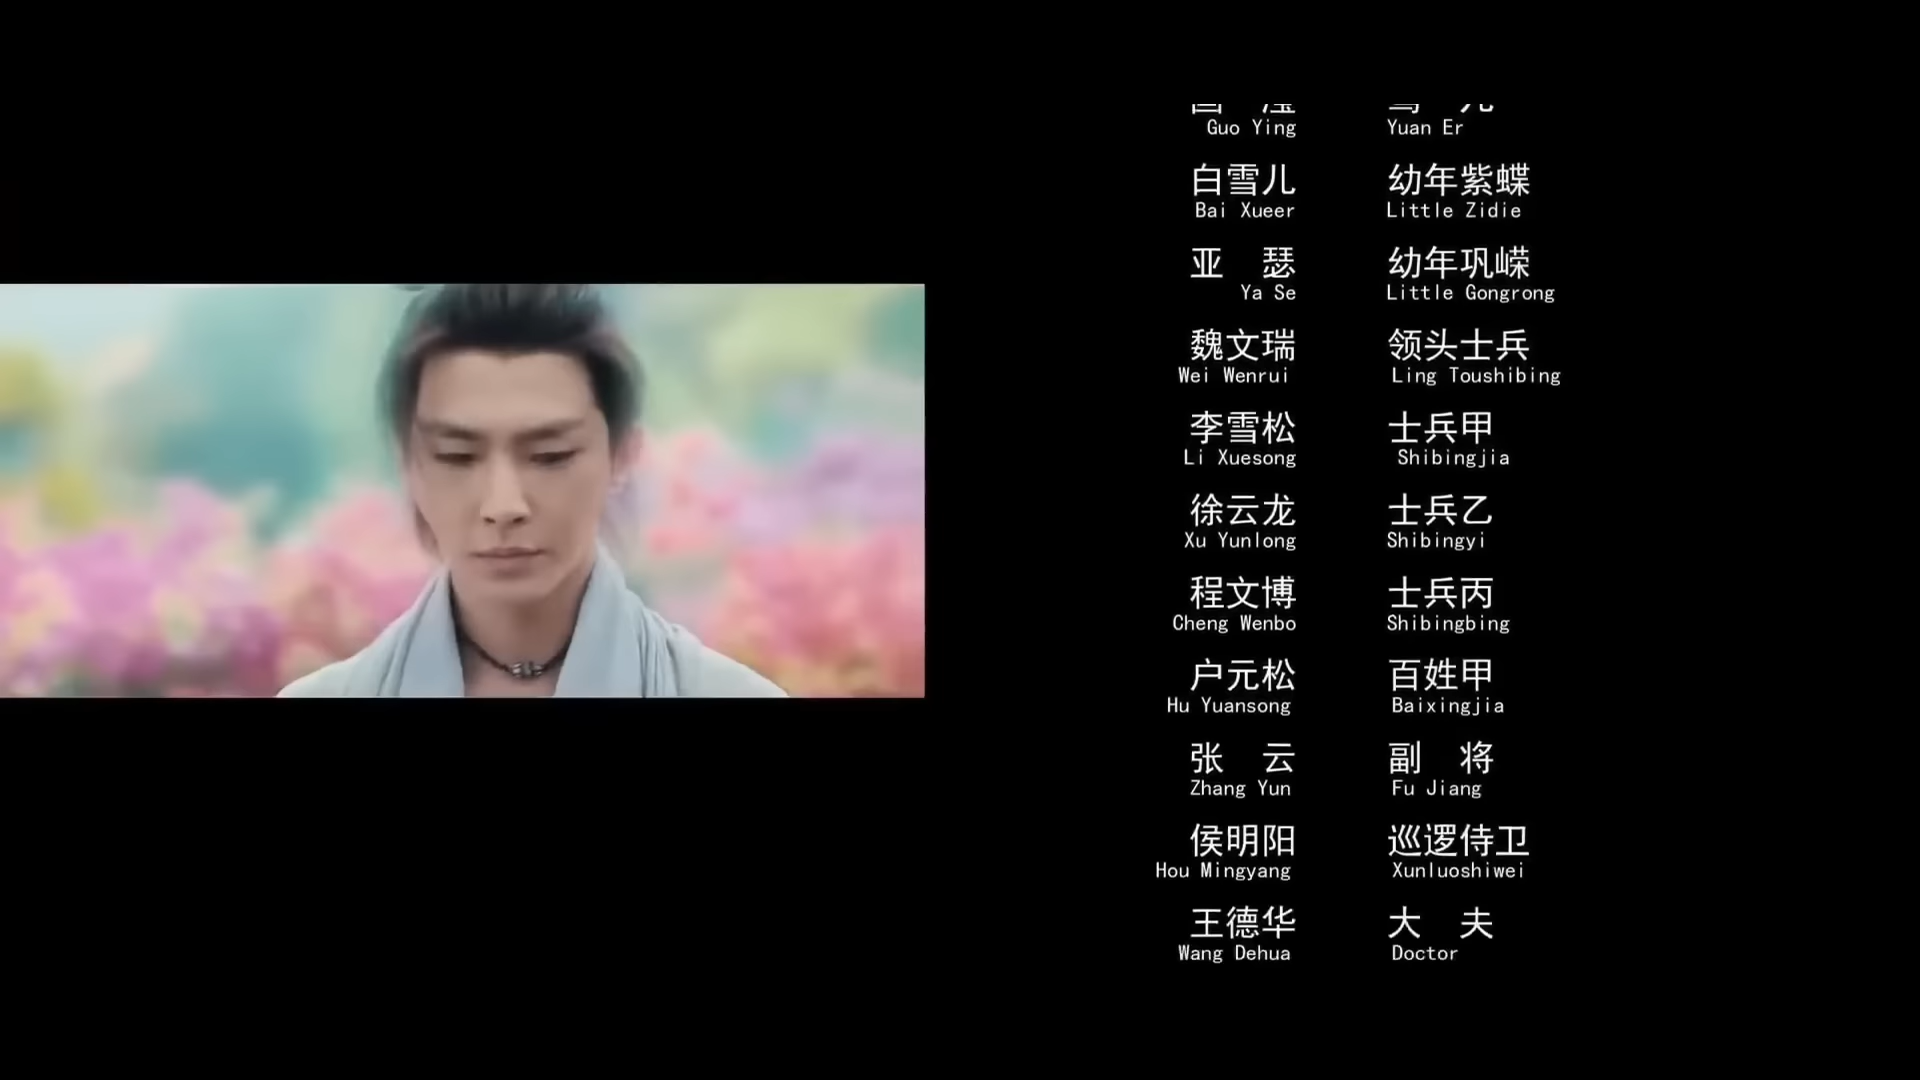 Guo Ying Yuan Er
白雪儿 幼年紫蝶
Bai Xueer Little Zidie
亚 瑟 幼年巩嵘
Ya Se Little Gongrong
魏文瑞 领头士兵
Wei Wenrui Ling Toushibing
李雪松 士兵甲
Li Xuesong Shibingjia
徐云龙 士兵乙
Xu Yunlong Shibingyi
程文博 士兵丙
Cheng Wenbo Shibingbing
户元松 百姓甲
Hu Yuansong Baixingjia
张 云 副 将
Zhang Yun Fu Jiang
侯明阳 巡逻侍卫
Hou Mingyang Xunluoshiwei
王德华 大 夫
Wang Dehua Doctor